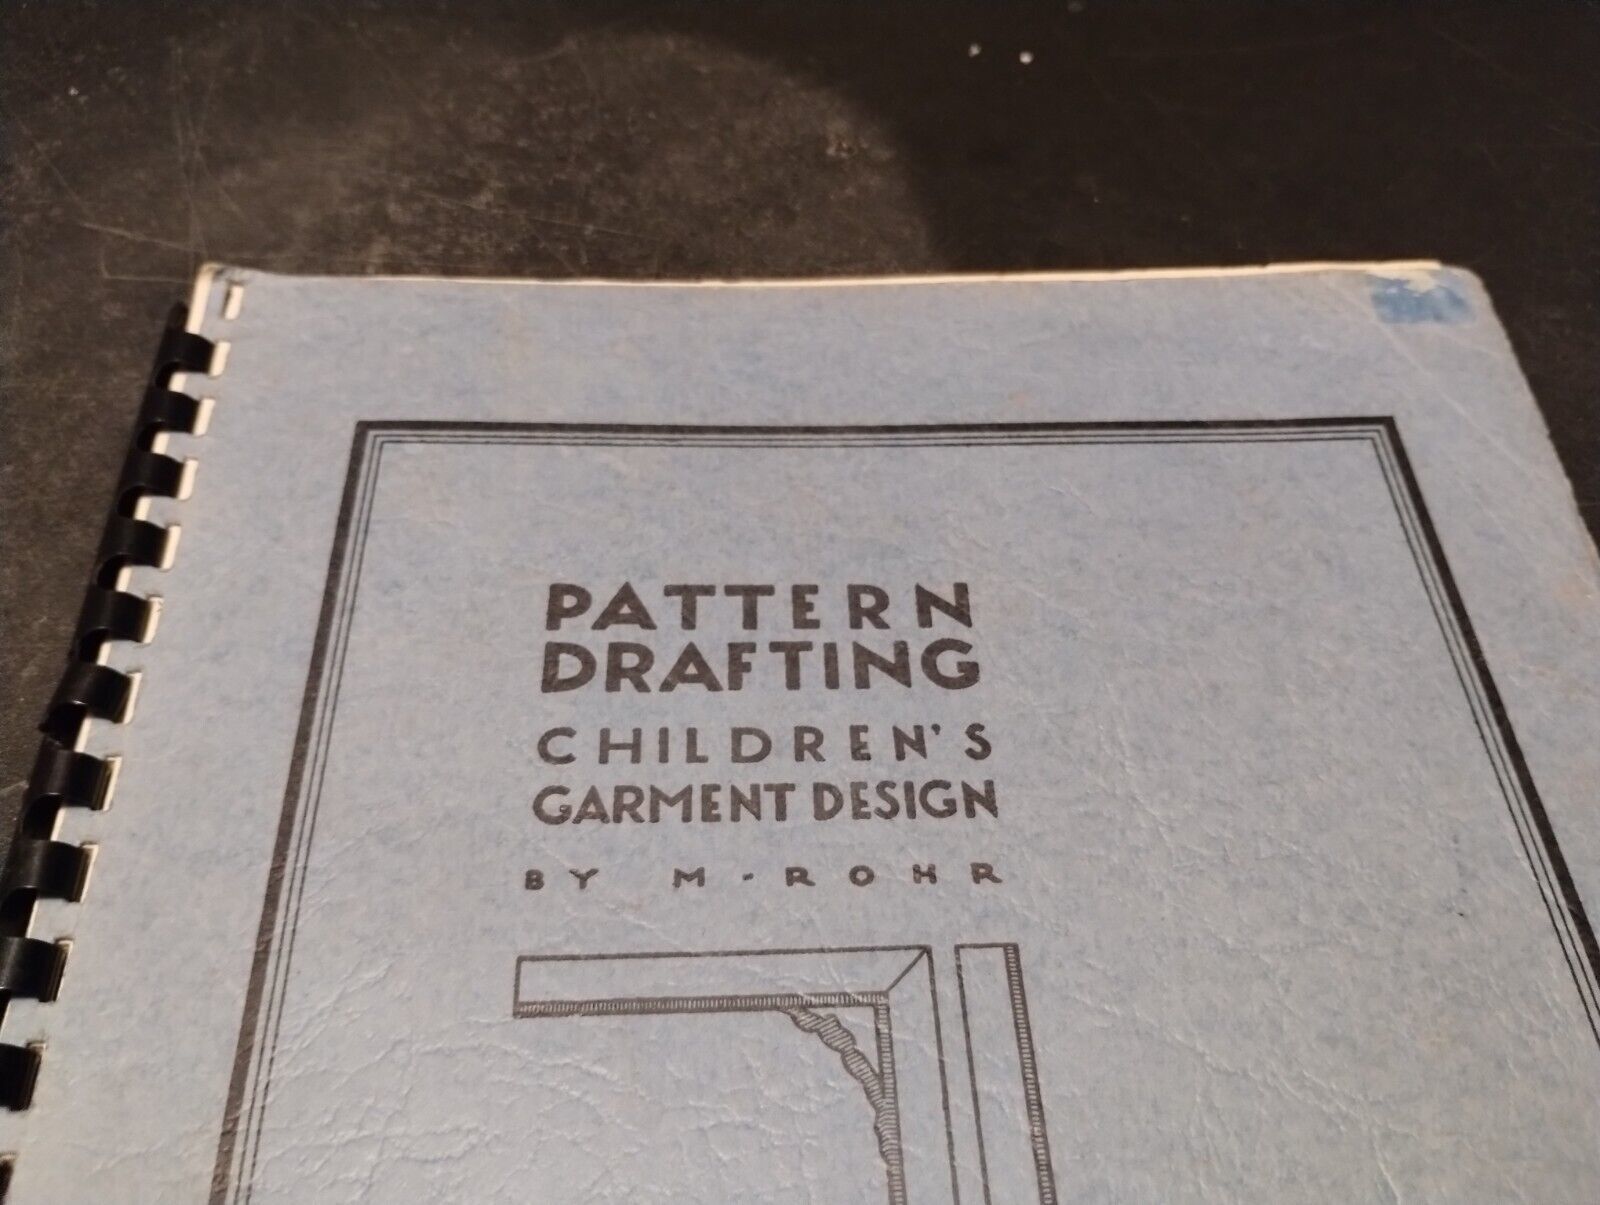 PATTERN
DRAFTING
CHILDREN'S
GARMENT DESIGN
BY M·ROHR